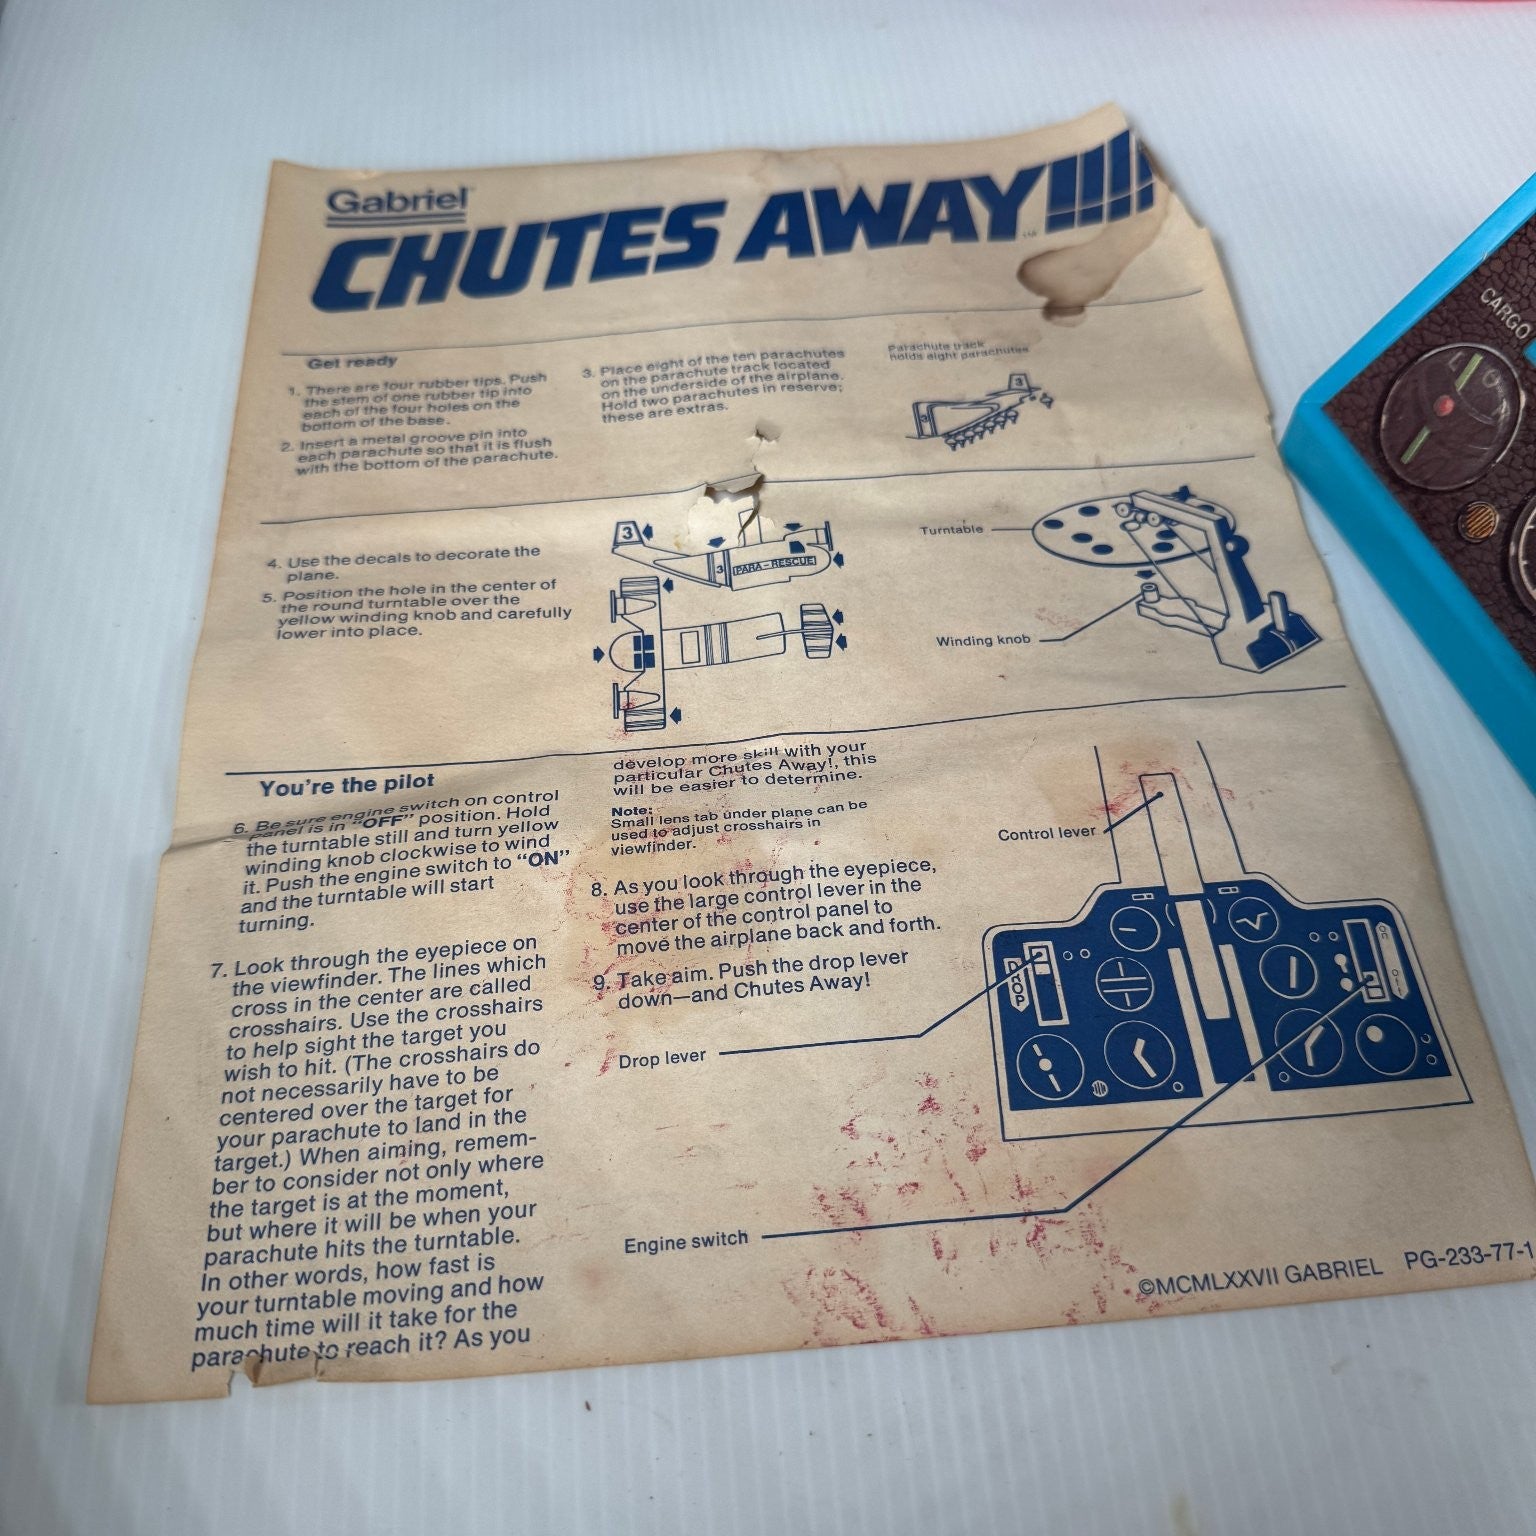 Gabriel
CHUTES AWAY!!!!
Get ready
1. There are four rubber tips. Push
the stem of one rubber tip into
each of the four holes on the
bottom of the base.
2. Insert a metal groove pin into
each parachute so that it is flush
with the bottom of the parachute.
3. Place eight of the ten parachutes
on the parachute track located
on the underside of the airplane.
Hold two parachutes in reserve;
these are extras.
Parachute track
holds eight parachutes
3
3
4. Use the decals to decorate the
plane.
5. Position the hole in the center of
the round turntable over the
yellow winding knob and carefully
lower into place.
3
3
PARA-RESCUE
Turntable
Winding knob
You're the pilot
6. Be sure engine switch on control
panel is in "OFF" position. Hold
the turntable still and turn yellow
winding knob clockwise to wind
it. Push the engine switch to "ON"
and the turntable will start
turning.
7. Look through the eyepiece on
the viewfinder. The lines which
cross in the center are called
crosshairs. Use the crosshairs
to help sight the target you
wish to hit. (The crosshairs do
not necessarily have to be
centered over the target for
your parachute to land in the
target.) When aiming, remem-
ber to consider not only where
the target is at the moment,
but where it will be when your
parachute hits the turntable.
In other words, how fast is
your turntable moving and how
much time will it take for the
parachute to reach it? As you
develop more skill with your
particular Chutes Away!, this
will be easier to determine.
Note:
Small lens tab under plane can be
used to adjust crosshairs in
viewfinder.
8. As you look through the eyepiece,
use the large control lever in the
center of the control panel to
move the airplane back and forth.
9. Take aim. Push the drop lever
down—and Chutes Away!
Control lever
DROP
ON
OFF
Drop lever
Engine switch
©MCMLXXVII GABRIEL PG-233-77-1
CARGO